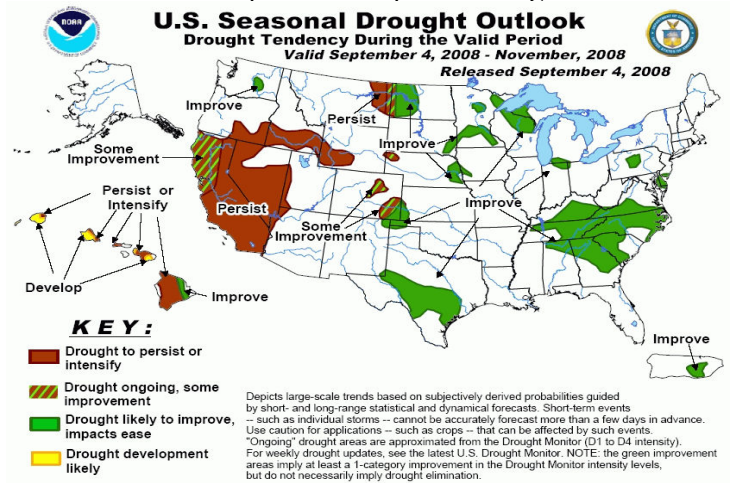 U.S. Seasonal Drought Outlook
Drought Tendency During the Valid Period
Valid September 4, 2008 - November, 2008
Released September 4, 2008
NOAA
Improve
Persist
Some
Improvement
Improve
Persist or
Intensify
Persist
Improve
Some
Improvement
Develop
Improve
KEY:
Drought to persist or
intensify
Drought ongoing, some
improvement
Drought likely to improve,
impacts ease
Drought development
likely
Improve
Depicts large-scale trends based on subjectively derived probabilities guided
by short- and long-range statistical and dynamical forecasts. Short-term events
-- such as individual storms -- cannot be accurately forecast more than a few days in advance.
Use caution for applications -- such as crops -- that can be affected by such events.
"Ongoing" drought areas are approximated from the Drought Monitor (D1 to D4 intensity).
For weekly drought updates, see the latest U.S. Drought Monitor. NOTE: the green improvement
areas imply at least a 1-category improvement in the Drought Monitor intensity levels,
but do not necessarily imply drought elimination.